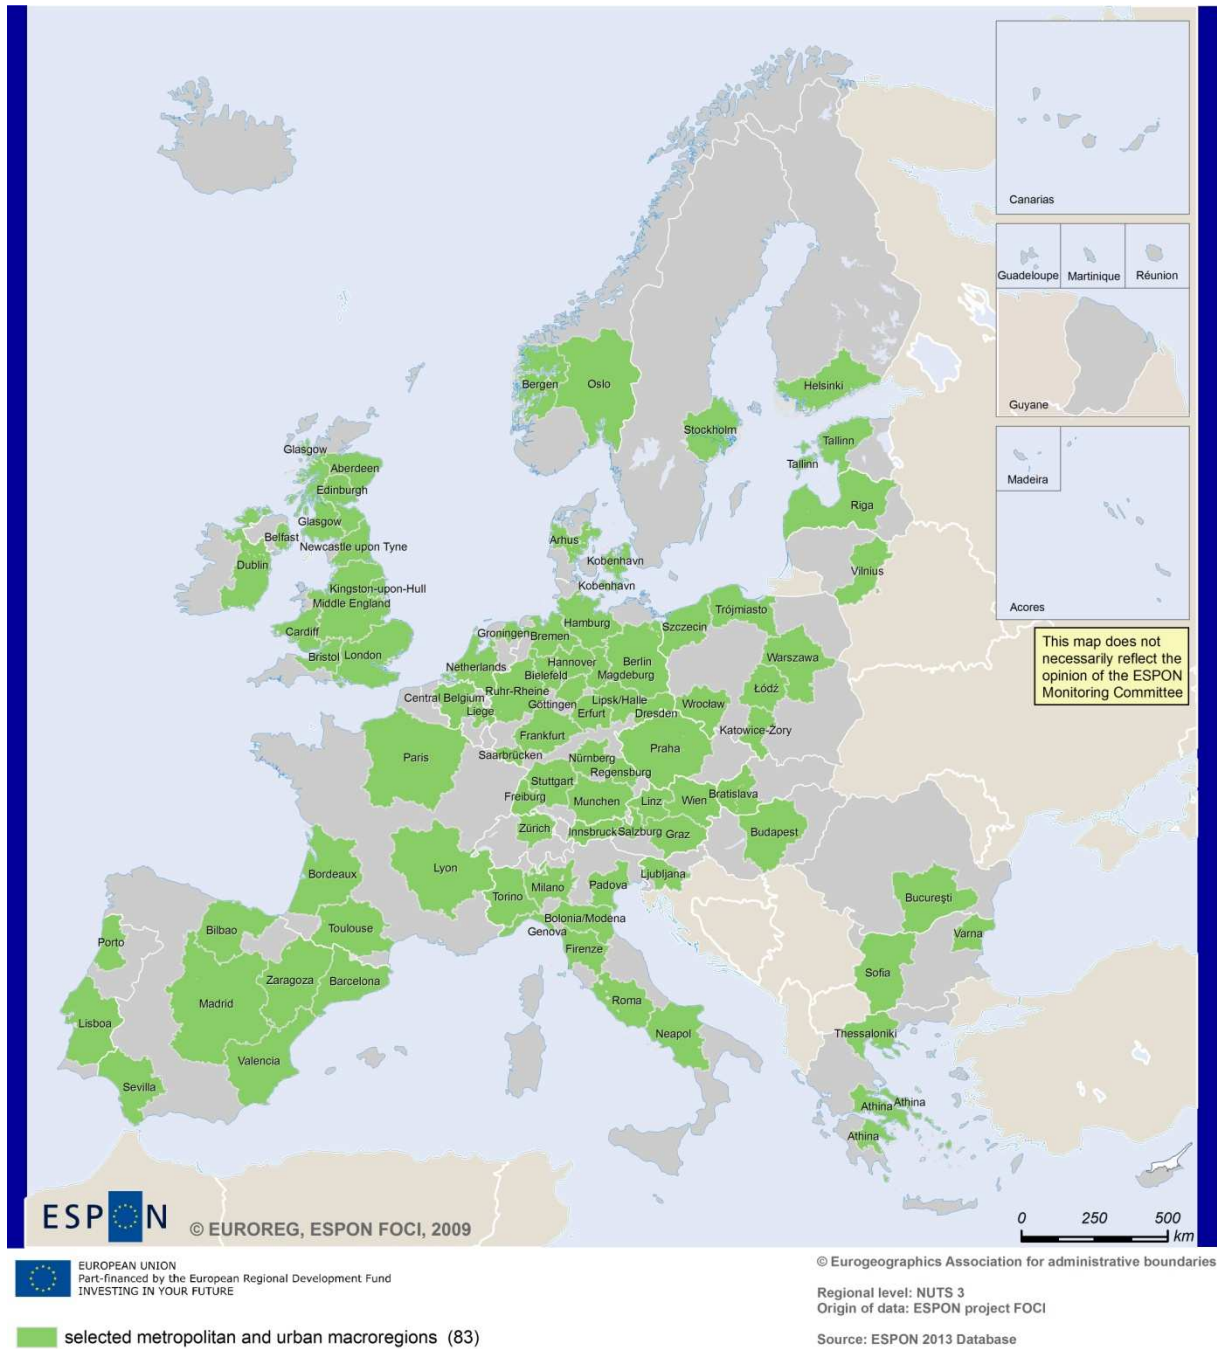 Canarias
Guadeloupe
Martinique
Réunion
Guyane
Madeira
Acores
This map does not
necessarily reflect the
opinion of the ESPON
Monitoring Committee
Bergen
Oslo
Helsinki
Stockholm
Tallinn
Tallinn
Riga
Vilnius
Glasgow
Aberdeen
Edinburgh
Glasgow
Belfast
Newcastle upon Tyne
Dublin
Kingston-upon-Hull
Middle England
Cardiff
Bristol
London
Arhus
Kobenhavn
Kobenhavn
Hamburg
Groningen
Bremen
Szczecin
Trójmiasto
Netherlands
Hannover
Bielefeld
Berlin
Magdeburg
Warszawa
Central Belgium
Ruhr-Rheine
Göttingen
Lipsk/Halle
Łódź
Liege
Erfurt
Dresden
Wrocław
Katowice-Żory
Frankfurt
Paris
Saarbrücken
Nürnberg
Praha
Regensburg
Stuttgart
Freiburg
Munchen
Linz
Wien
Bratislava
Zürich
Innsbruck
Salzburg
Graz
Budapest
Bordeaux
Lyon
Torino
Milano
Padova
Ljubljana
Bolonia/Modena
Genova
Firenze
Bucureşti
Varna
Sofia
Porto
Bilbao
Toulouse
Zaragoza
Barcelona
Madrid
Lisboa
Valencia
Sevilla
Roma
Neapol
Thessaloniki
Athina
Athina
Athina
ESPON
© EUROREG, ESPON FOCI, 2009
0 250 500
km
EUROPEAN UNION
Part-financed by the European Regional Development Fund
INVESTING IN YOUR FUTURE
© Eurogeographics Association for administrative boundaries
Regional level: NUTS 3
Origin of data: ESPON project FOCI
Source: ESPON 2013 Database
selected metropolitan and urban macroregions (83)